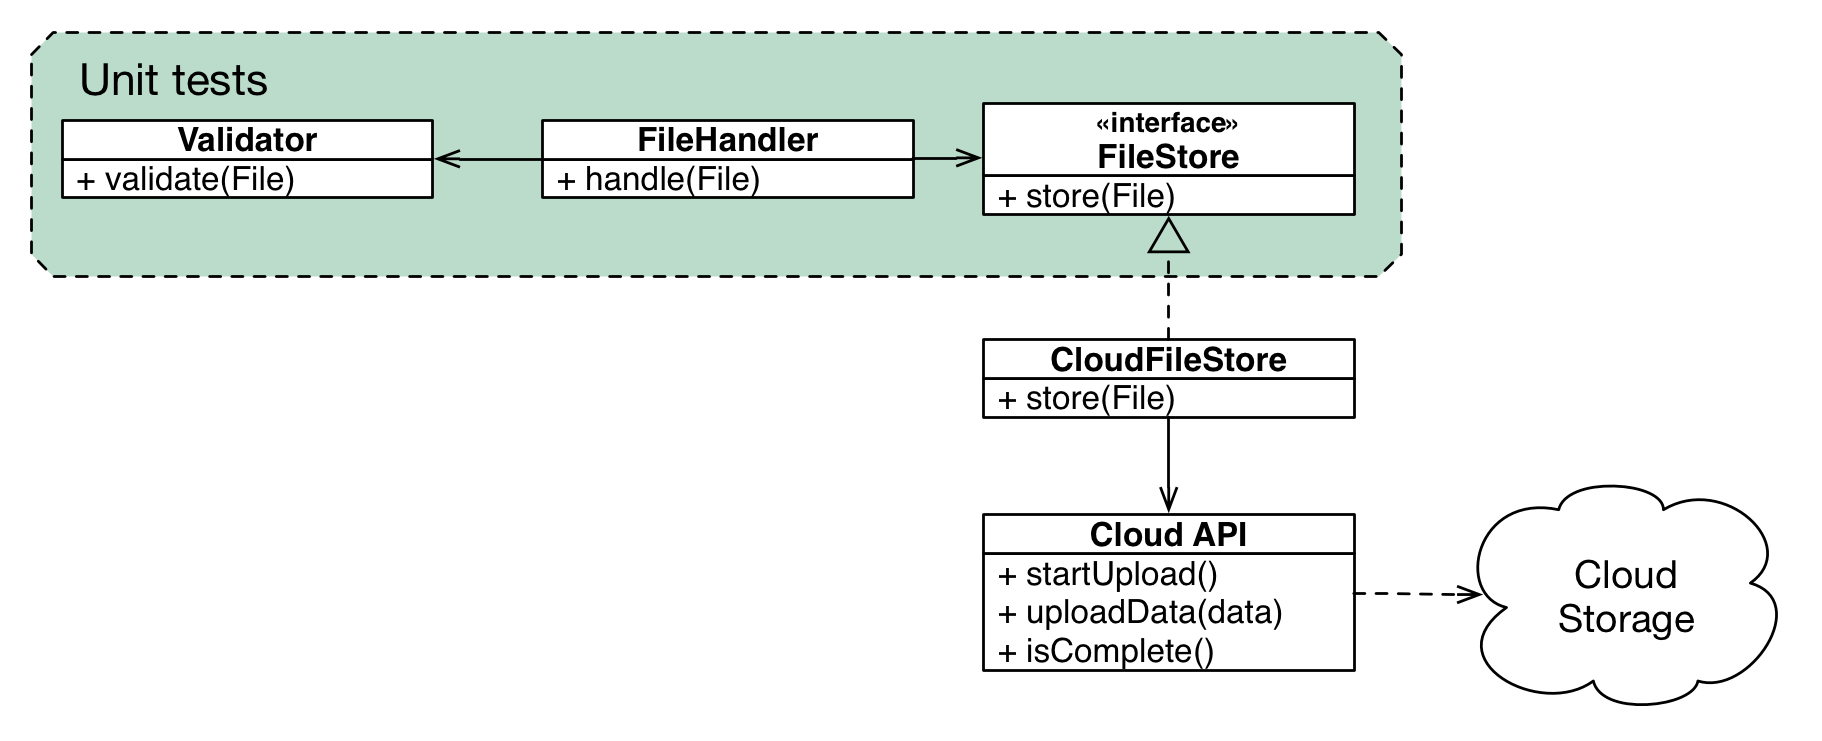 Unit tests
Validator
+ validate(File)
FileHandler
+ handle(File)
«interface»
FileStore
+ store(File)
CloudFileStore
+ store(File)
Cloud API
+ startUpload()
+ uploadData(data)
+ isComplete()
Cloud
Storage